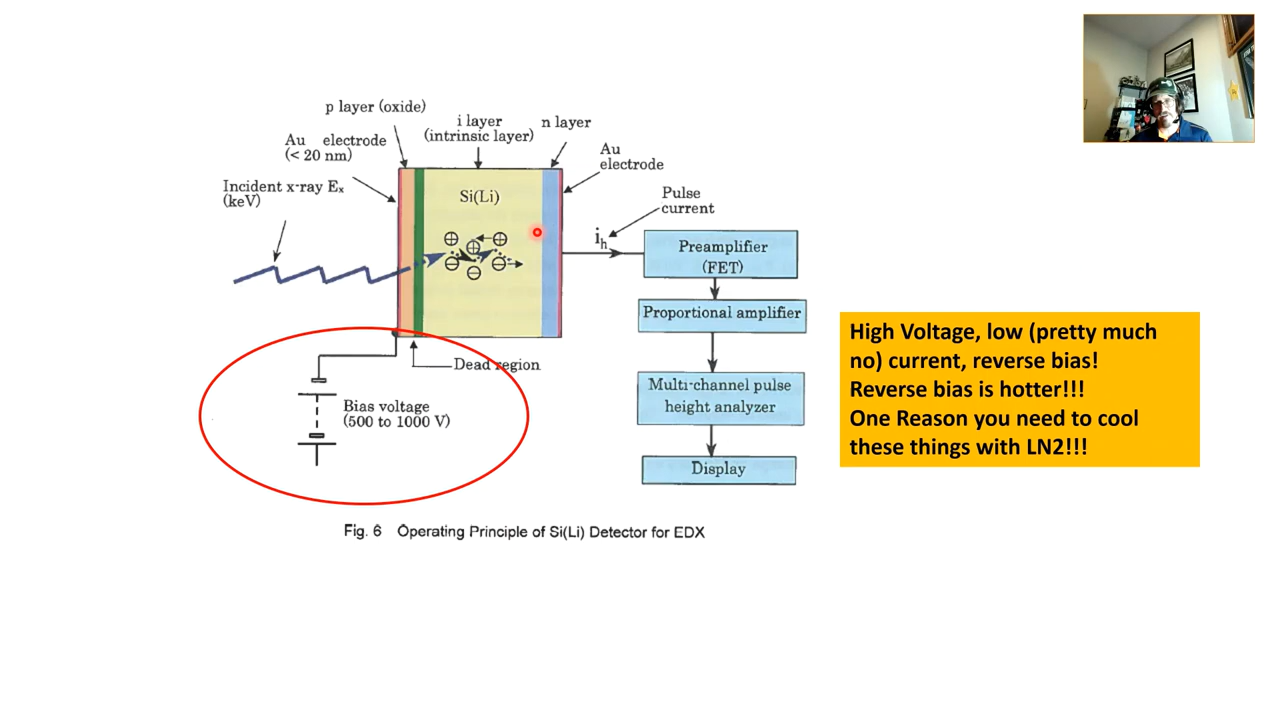 p layer (oxide)
i layer
(intrinsic layer)
n layer
Au electrode
(< 20 nm)
Au
electrode
Incident x-ray Ex
(keV)
Si(Li)
Pulse
current
ih
Preamplifier
(FET)
Proportional amplifier
Dead region
Multi-channel pulse
height analyzer
Bias voltage
(500 to 1000 V)
Display
High Voltage, low (pretty much
no) current, reverse bias!
Reverse bias is hotter!!!
One Reason you need to cool
these things with LN2!!!
Fig. 6 Operating Principle of Si(Li) Detector for EDX